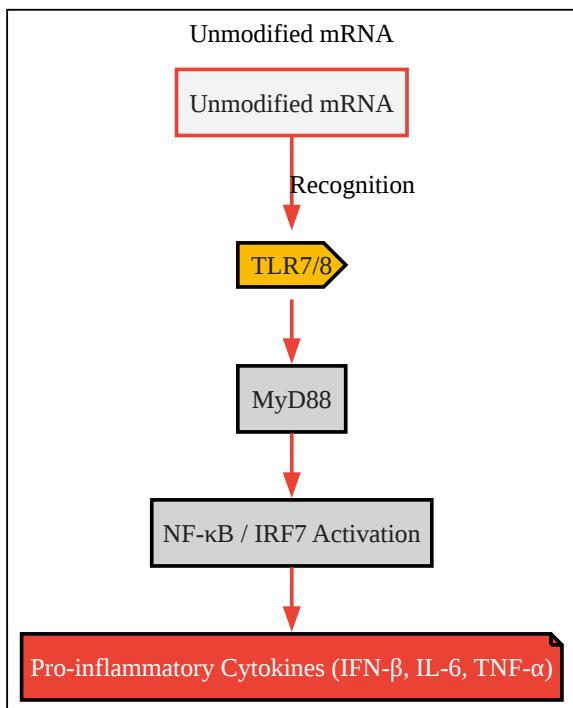 Unmodified mRNA
Unmodified mRNA
Recognition
TLR7/8
MyD88
NF-κB / IRF7 Activation
Pro-inflammatory Cytokines (IFN-β, IL-6, TNF-α)